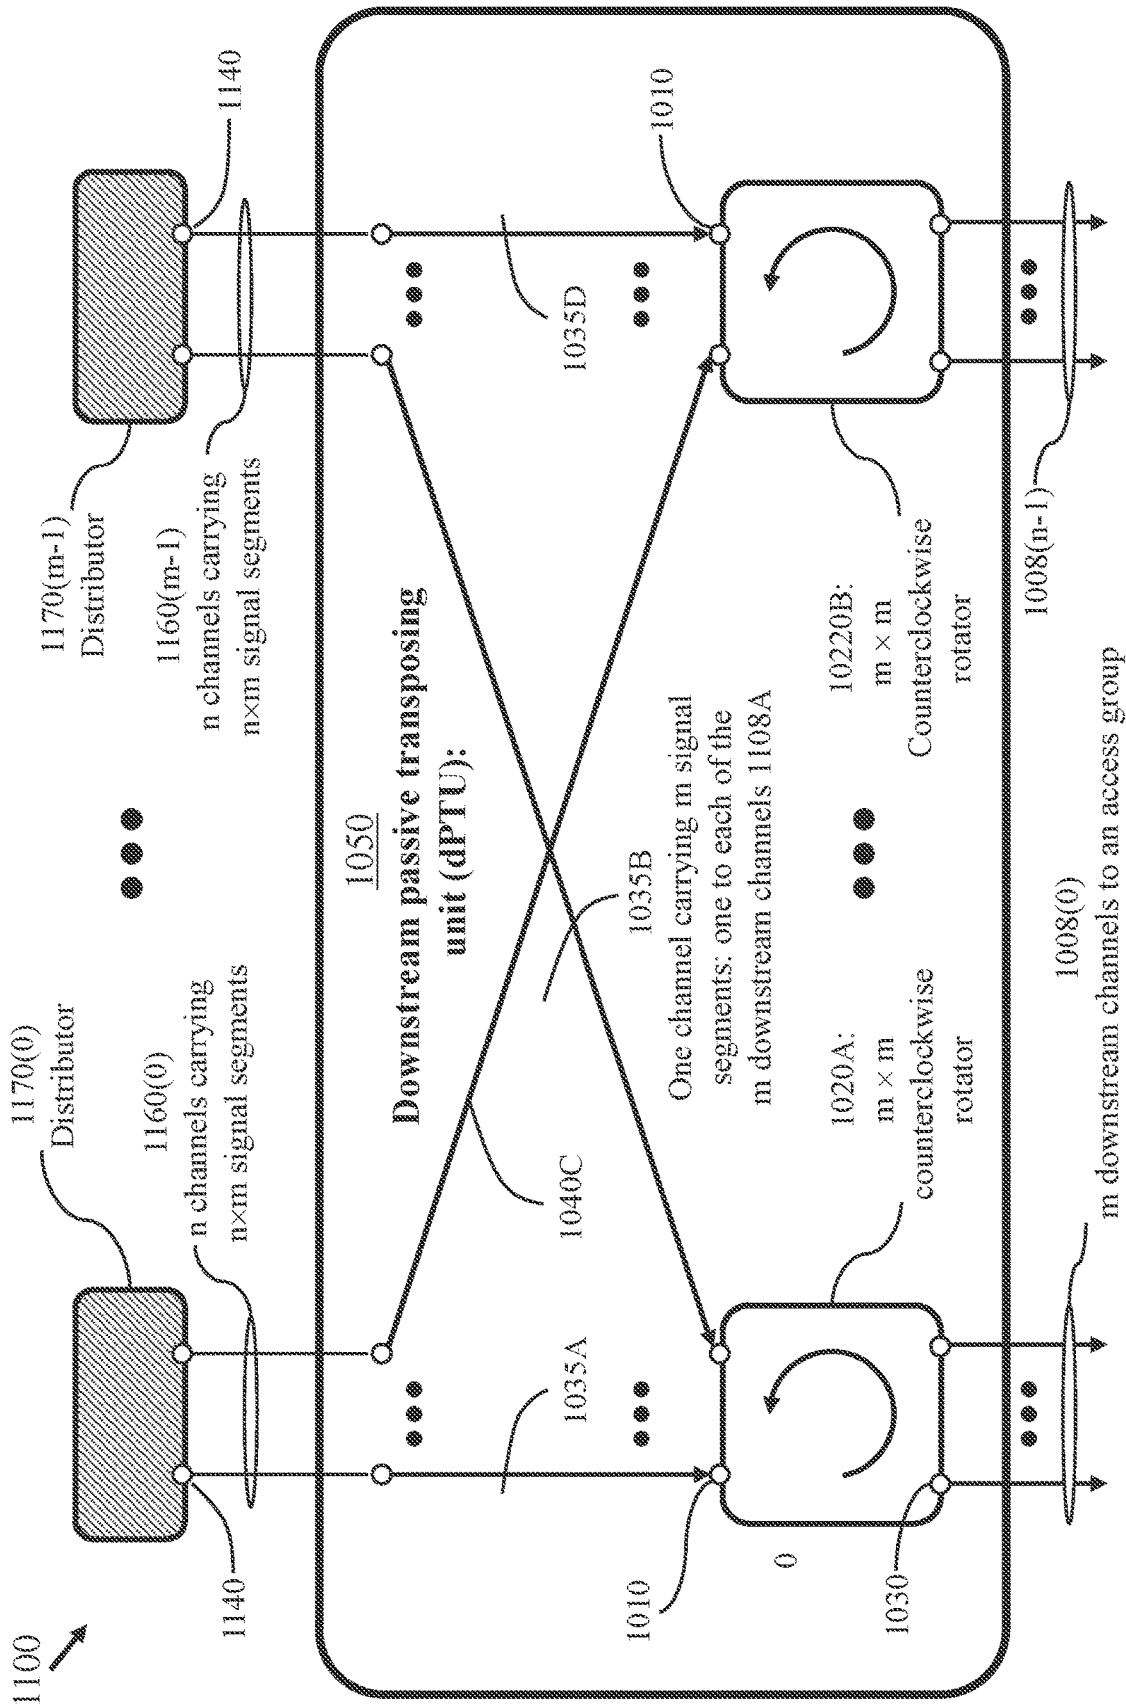 1100
1170(0)
Distributor
1170(m-1)
Distributor
1140
1160(0)
n channels carrying
n×m signal segments
1160(m-1)
n channels carrying
n×m signal segments
1140
1050
Downstream passive transposing
unit (dPTU):
1035A
1040C
1035B
1035D
One channel carrying m signal
segments: one to each of the
m downstream channels 1108A
1010
1010
0
1020A:
m × m
counterclockwise
rotator
10220B:
m × m
Counterclockwise
rotator
1030
1008(0)
m downstream channels to an access group
1008(n-1)